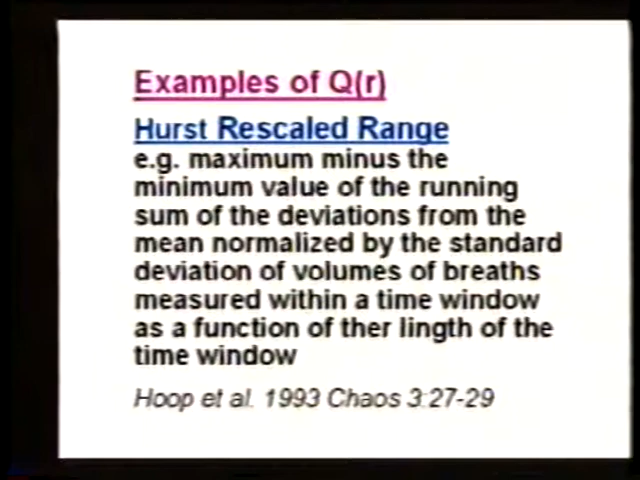 Examples of Q(r)
Hurst Rescaled Range
e.g. maximum minus the
minimum value of the running
sum of the deviations from the
mean normalized by the standard
deviation of volumes of breaths
measured within a time window
as a function of ther lingth of the
time window
Hoop et al. 1993 Chaos 3:27-29